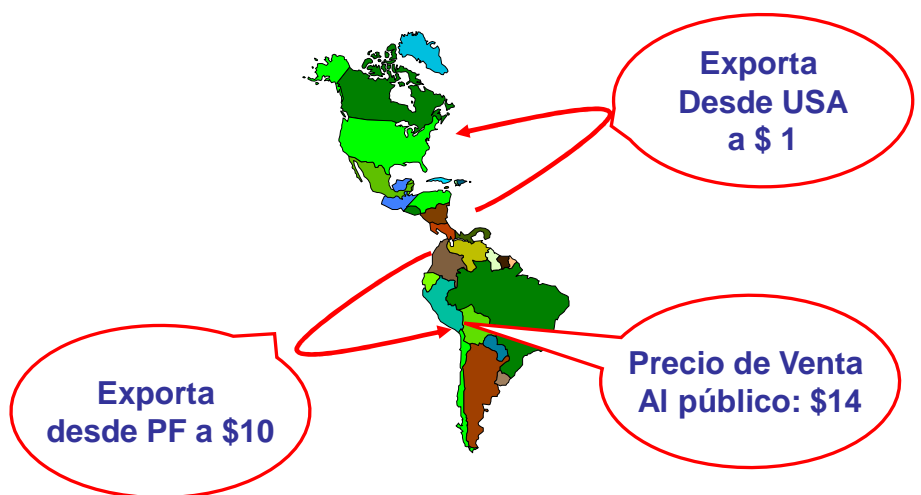 Exporta
Desde USA
a $ 1
Exporta
desde PF a $10
Precio de Venta
Al público: $14